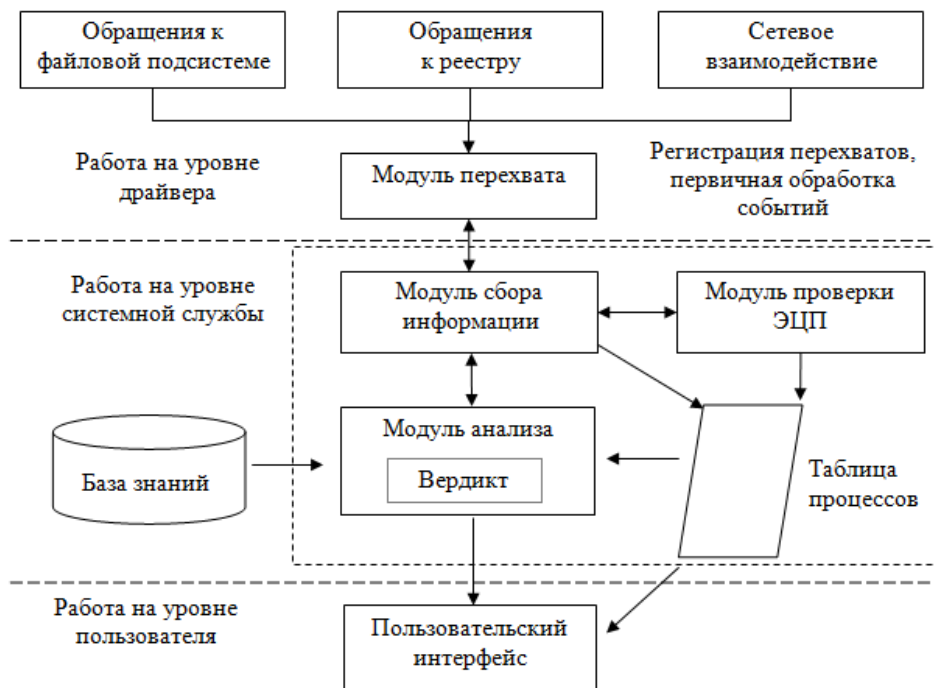 Обращения к
файловой подсистеме
Обращения
к реестру
Сетевое
взаимодействие
Работа на уровне
драйвера
Модуль перехвата
Регистрация перехватов,
первичная обработка
событий
Работа на уровне
системной службы
Модуль сбора
информации
Модуль проверки
ЭЦП
База знаний
Модуль анализа
Вердикт
Таблица
процессов
Работа на уровне
пользователя
Пользовательский
интерфейс